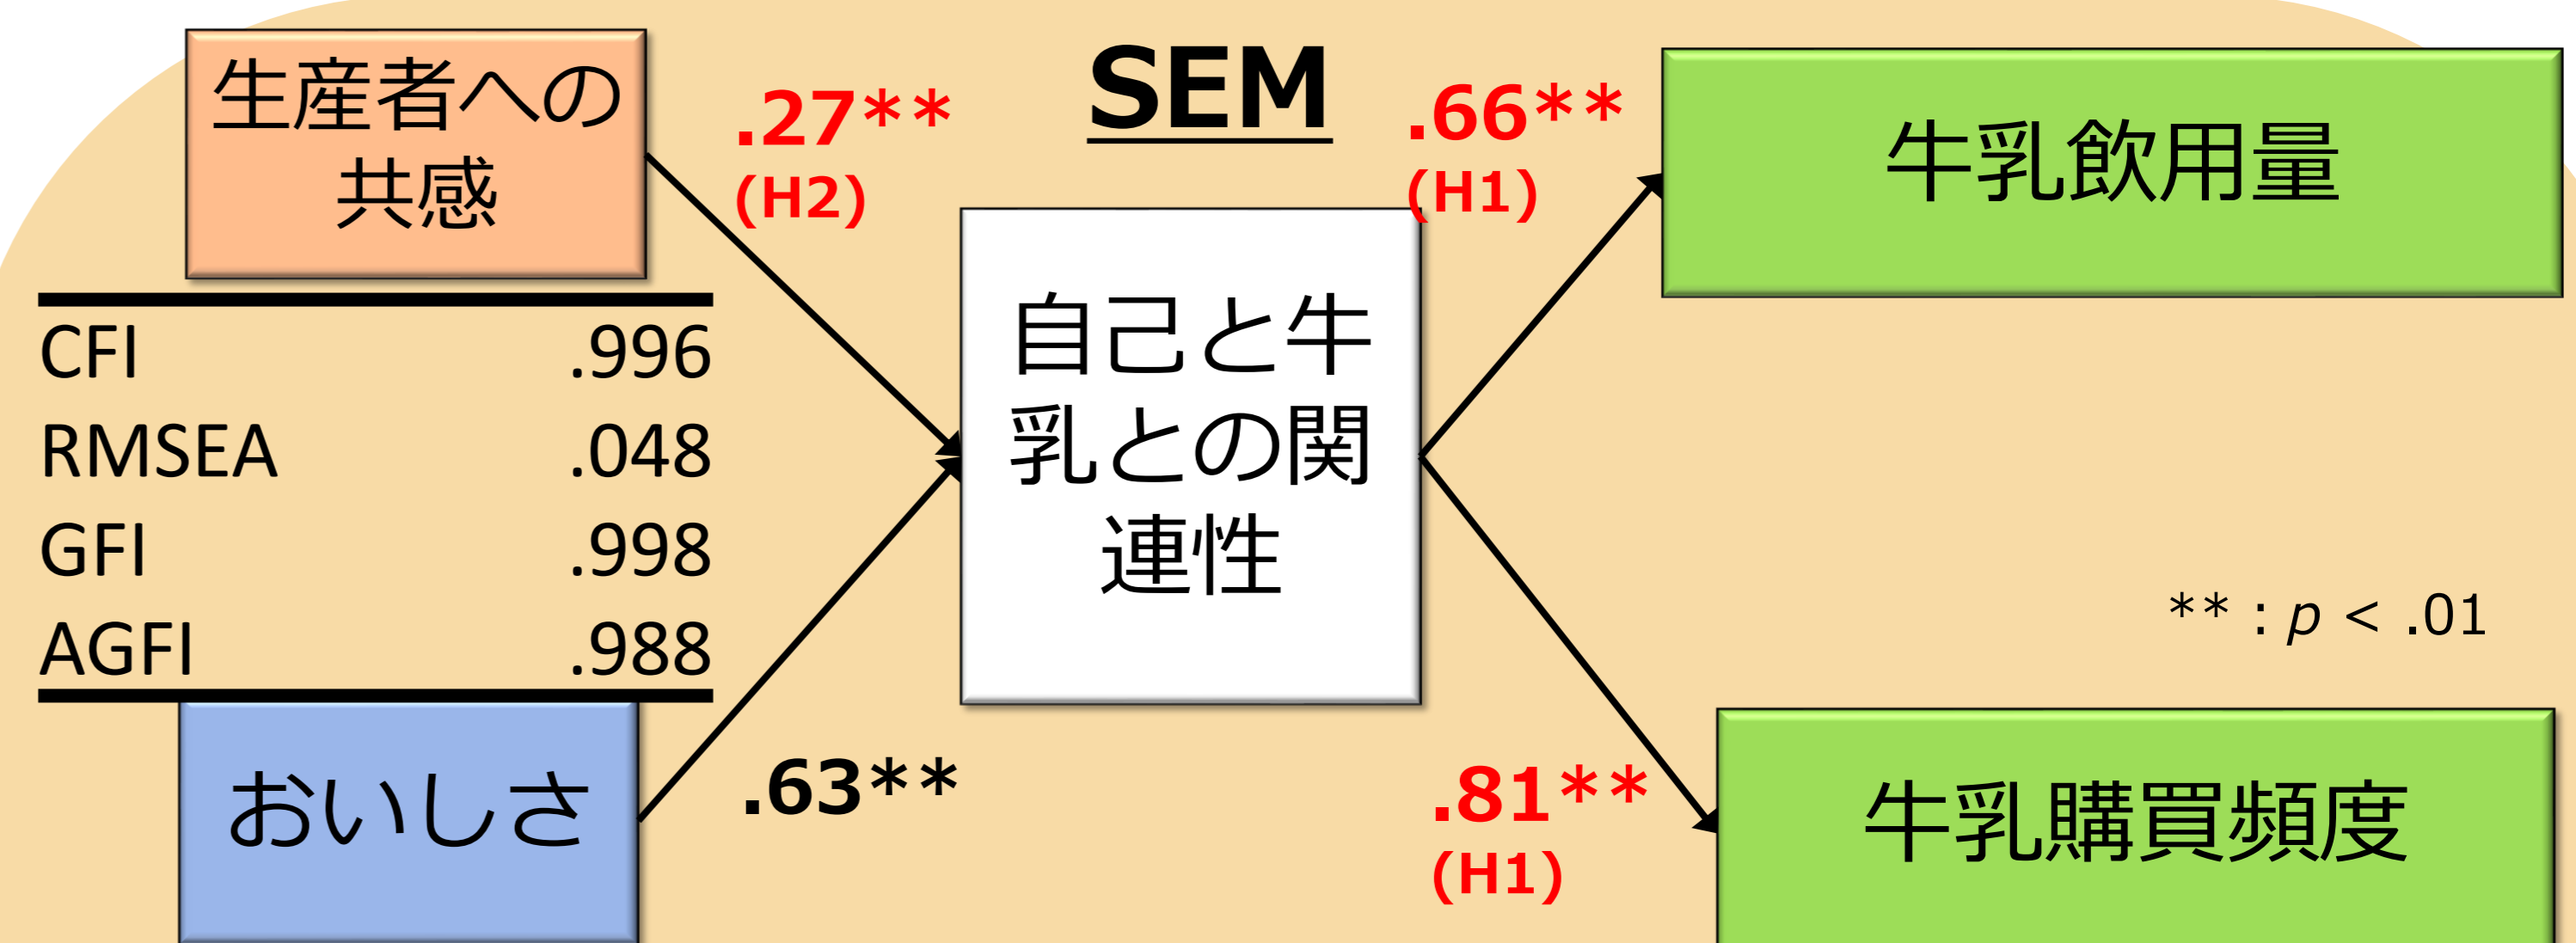 SEM
生産者への
共感
.27**
(H2)
.66**
(H1)
牛乳飲用量
CFI .996
RMSEA .048
GFI .998
AGFI .988
自己と牛
乳との関
連性
** : p < .01
おいしさ
.63**
.81**
(H1)
牛乳購買頻度